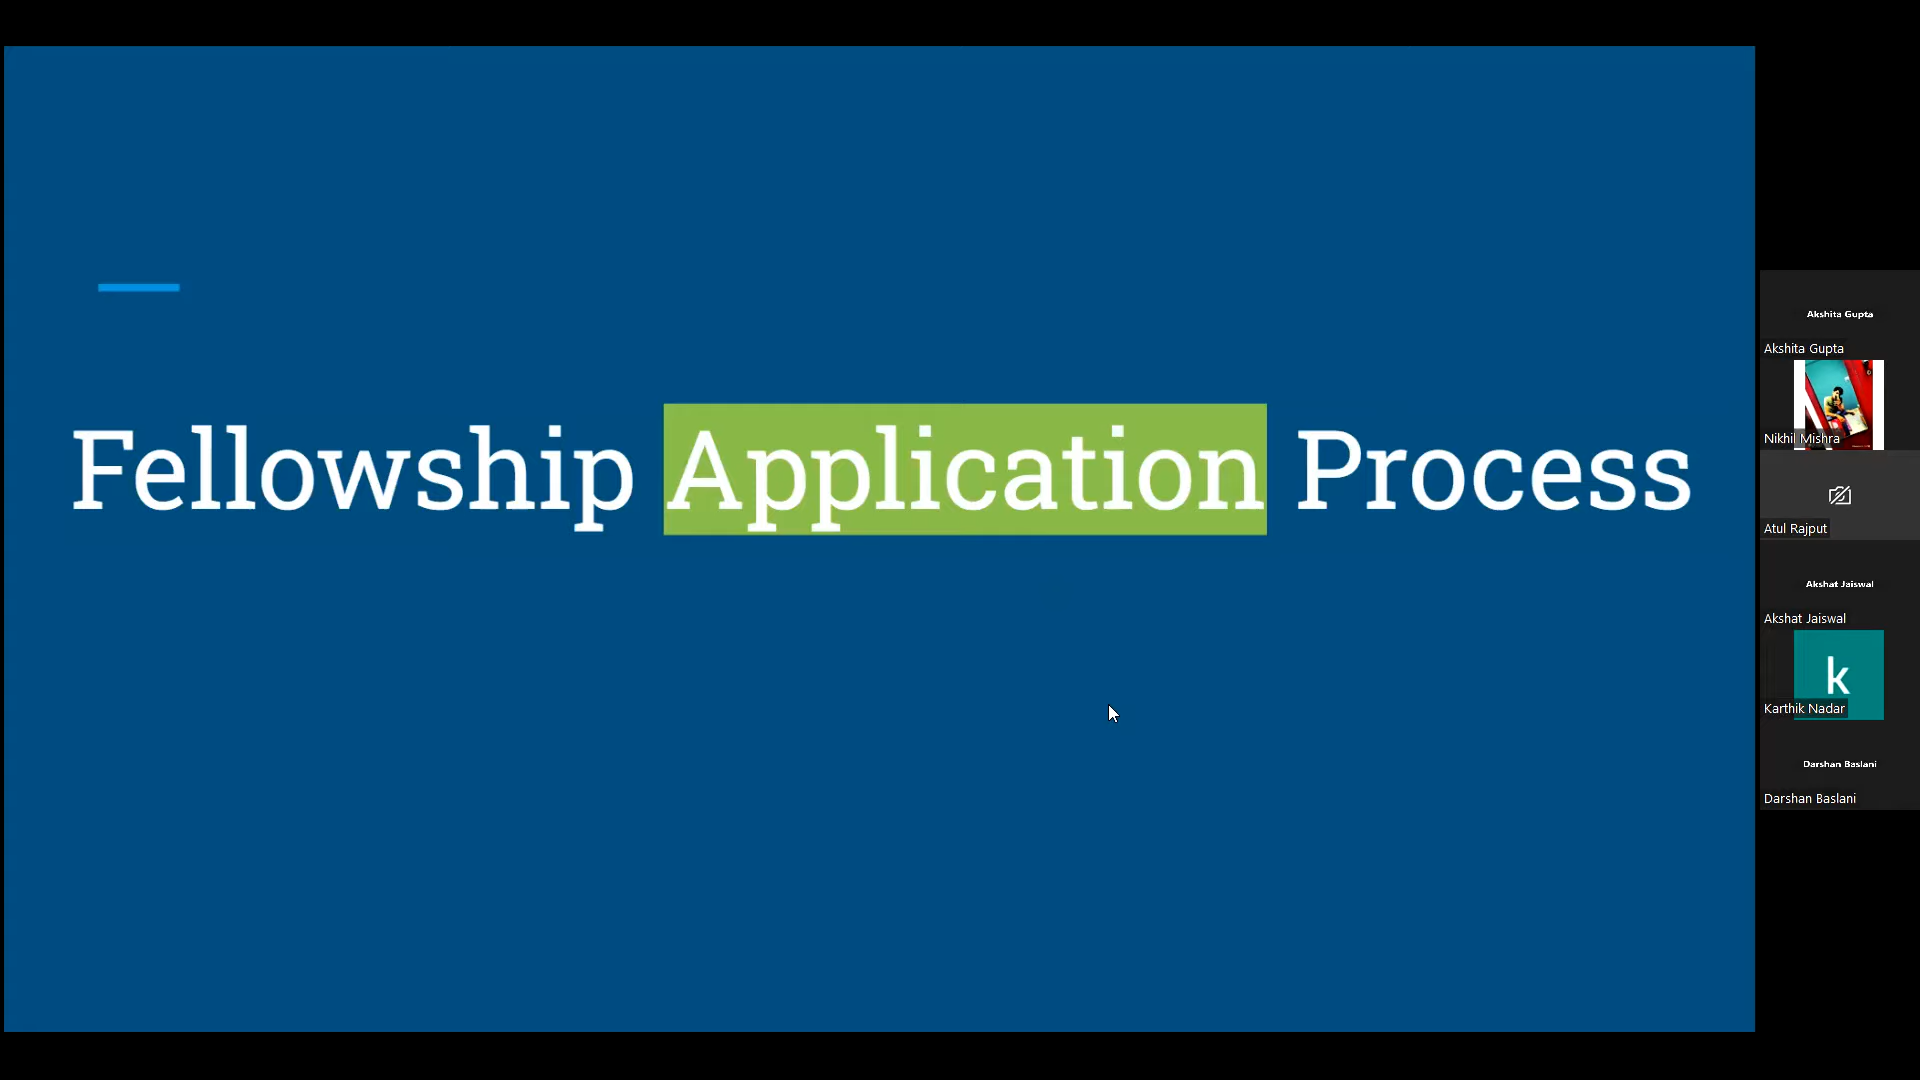 Fellowship Application Process
Akshita Gupta
Akshita Gupta
Nikhil Mishra
Atul Rajput
Akshat Jaiswal
Akshat Jaiswal
k
Karthik Nadar
Darshan Baslani
Darshan Baslani